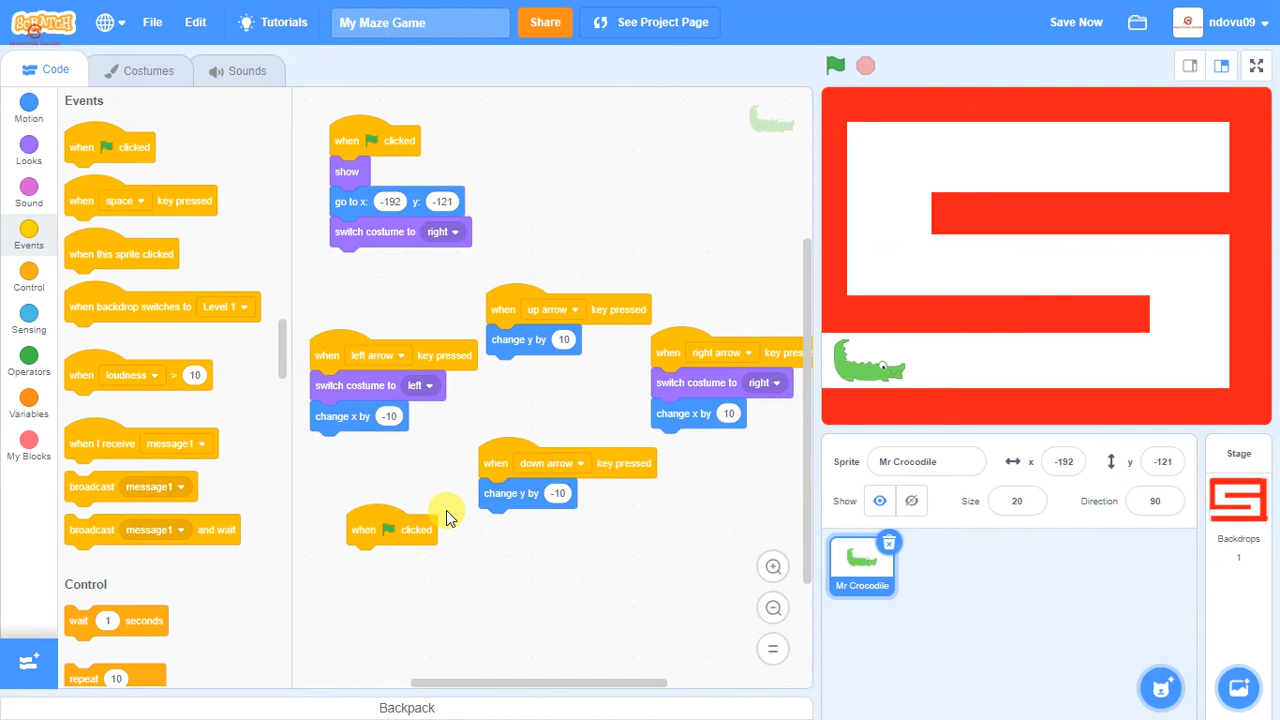 SCRATCH
File
Edit
Tutorials
My Maze Game
Share
See Project Page
Save Now
ndovu09
Code
Costumes
Sounds
Motion
Looks
Sound
Events
Control
Sensing
Operators
Variables
My Blocks
Events
when clicked
when space key pressed
when this sprite clicked
when backdrop switches to Level 1
when loudness > 10
when I receive message1
broadcast message1
broadcast message1 and wait
Control
wait 1 seconds
repeat 10
when clicked
show
go to x: -192 y: -121
switch costume to right
when up arrow key pressed
change y by 10
when left arrow key pressed
switch costume to left
change x by -10
when right arrow key pres
switch costume to right
change x by 10
when down arrow key pressed
change y by -10
when clicked
Backpack
Sprite Mr Crocodile x -192 y -121
Show Size 20 Direction 90
Mr Crocodile
Stage
Backdrops
1